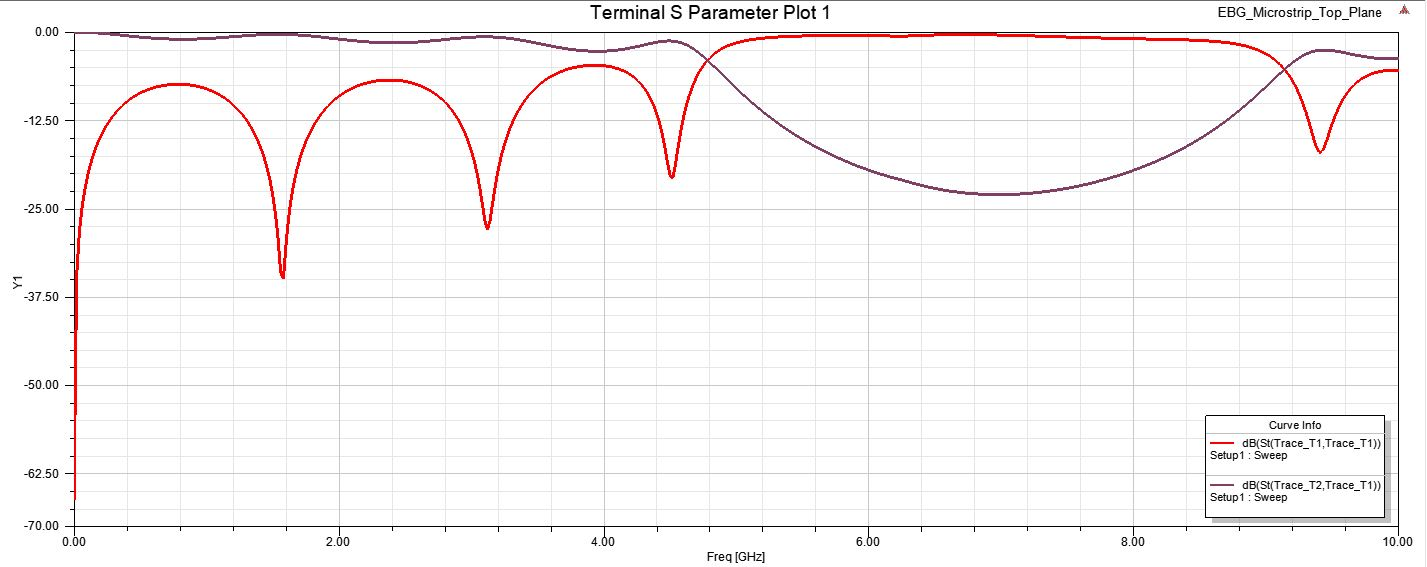 Terminal S Parameter Plot 1
EBG_Microstrip_Top_Plane
0.00
-12.50
-25.00
-37.50
-50.00
-62.50
-70.00
Y1
0.00 2.00 4.00 6.00 8.00 10.00
Freq [GHz]
Curve Info
dB(St(Trace_T1,Trace_T1))
Setup1 : Sweep
dB(St(Trace_T2,Trace_T1))
Setup1 : Sweep